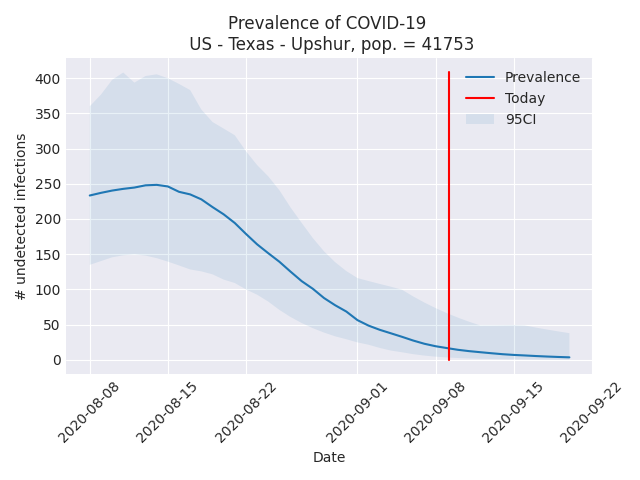 Prevalence of COVID-19
US - Texas - Upshur, pop. = 41753
# undetected infections
400
350
300
250
200
150
100
50
0
Prevalence
Today
95CI
2020-08-08
2020-08-15
2020-08-22
2020-09-01
2020-09-08
2020-09-15
2020-09-22
Date